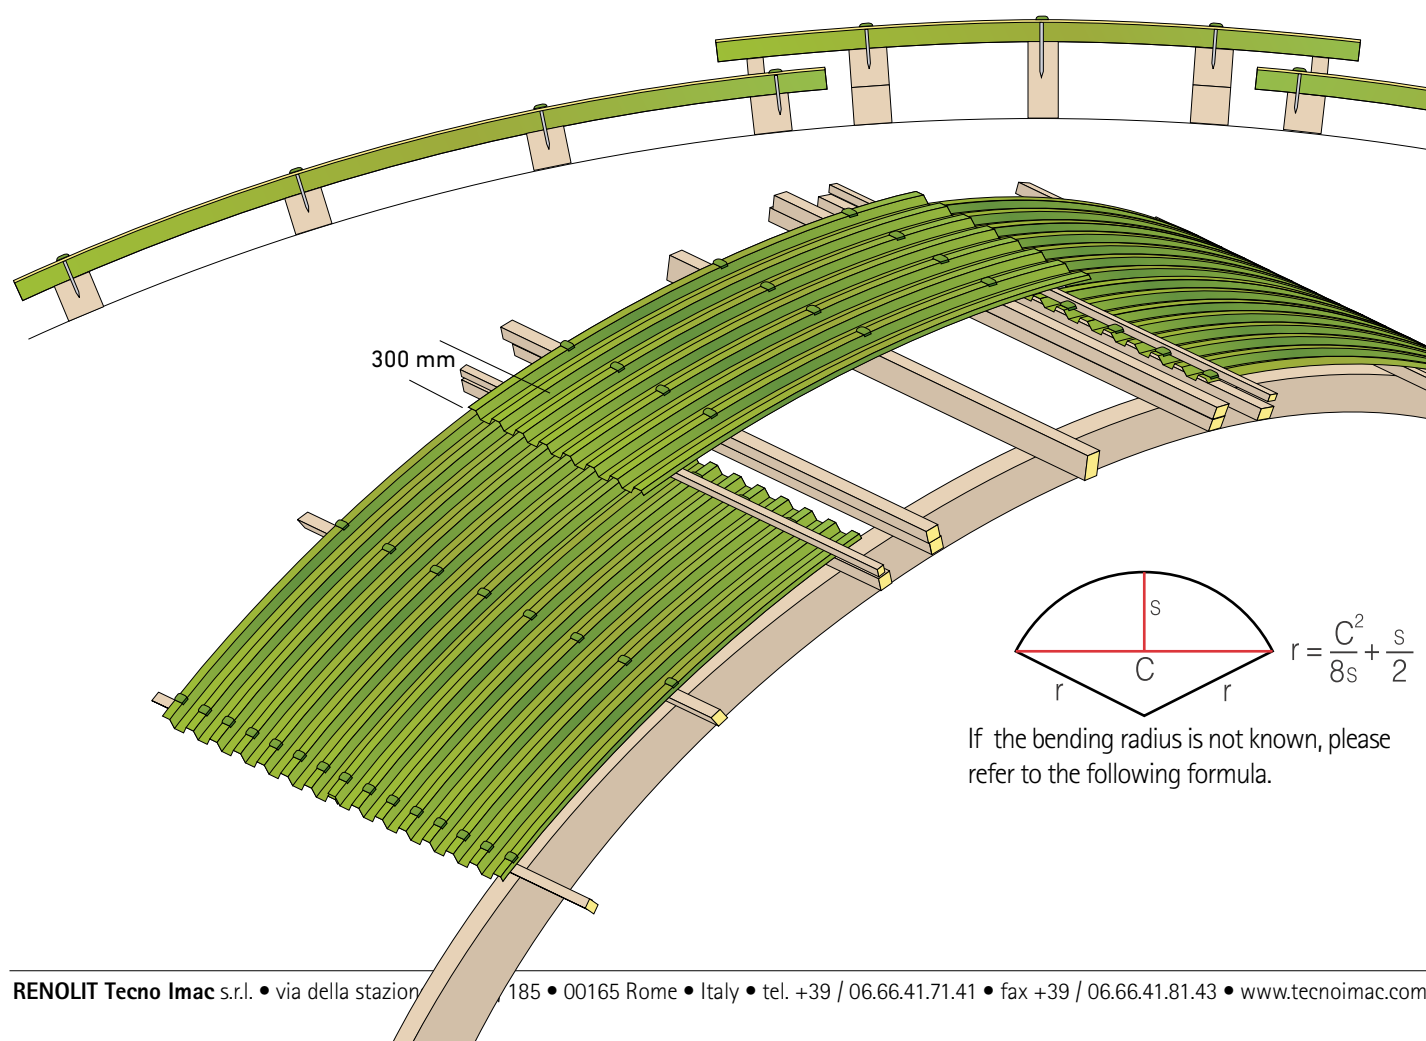 300 mm
s
C
r
r
r = C²/8s + s/2
If the bending radius is not known, please
refer to the following formula.
RENOLIT Tecno Imac s.r.l. • via della stazion 185 • 00165 Rome • Italy • tel. +39 / 06.66.41.71.41 • fax +39 / 06.66.41.81.43 • www.tecnoimac.com